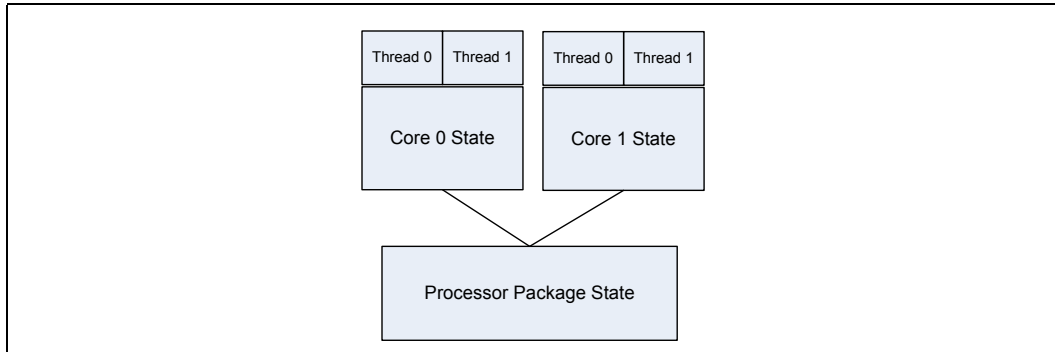 Thread 0 Thread 1 Thread 0 Thread 1
Core 0 State Core 1 State
Processor Package State